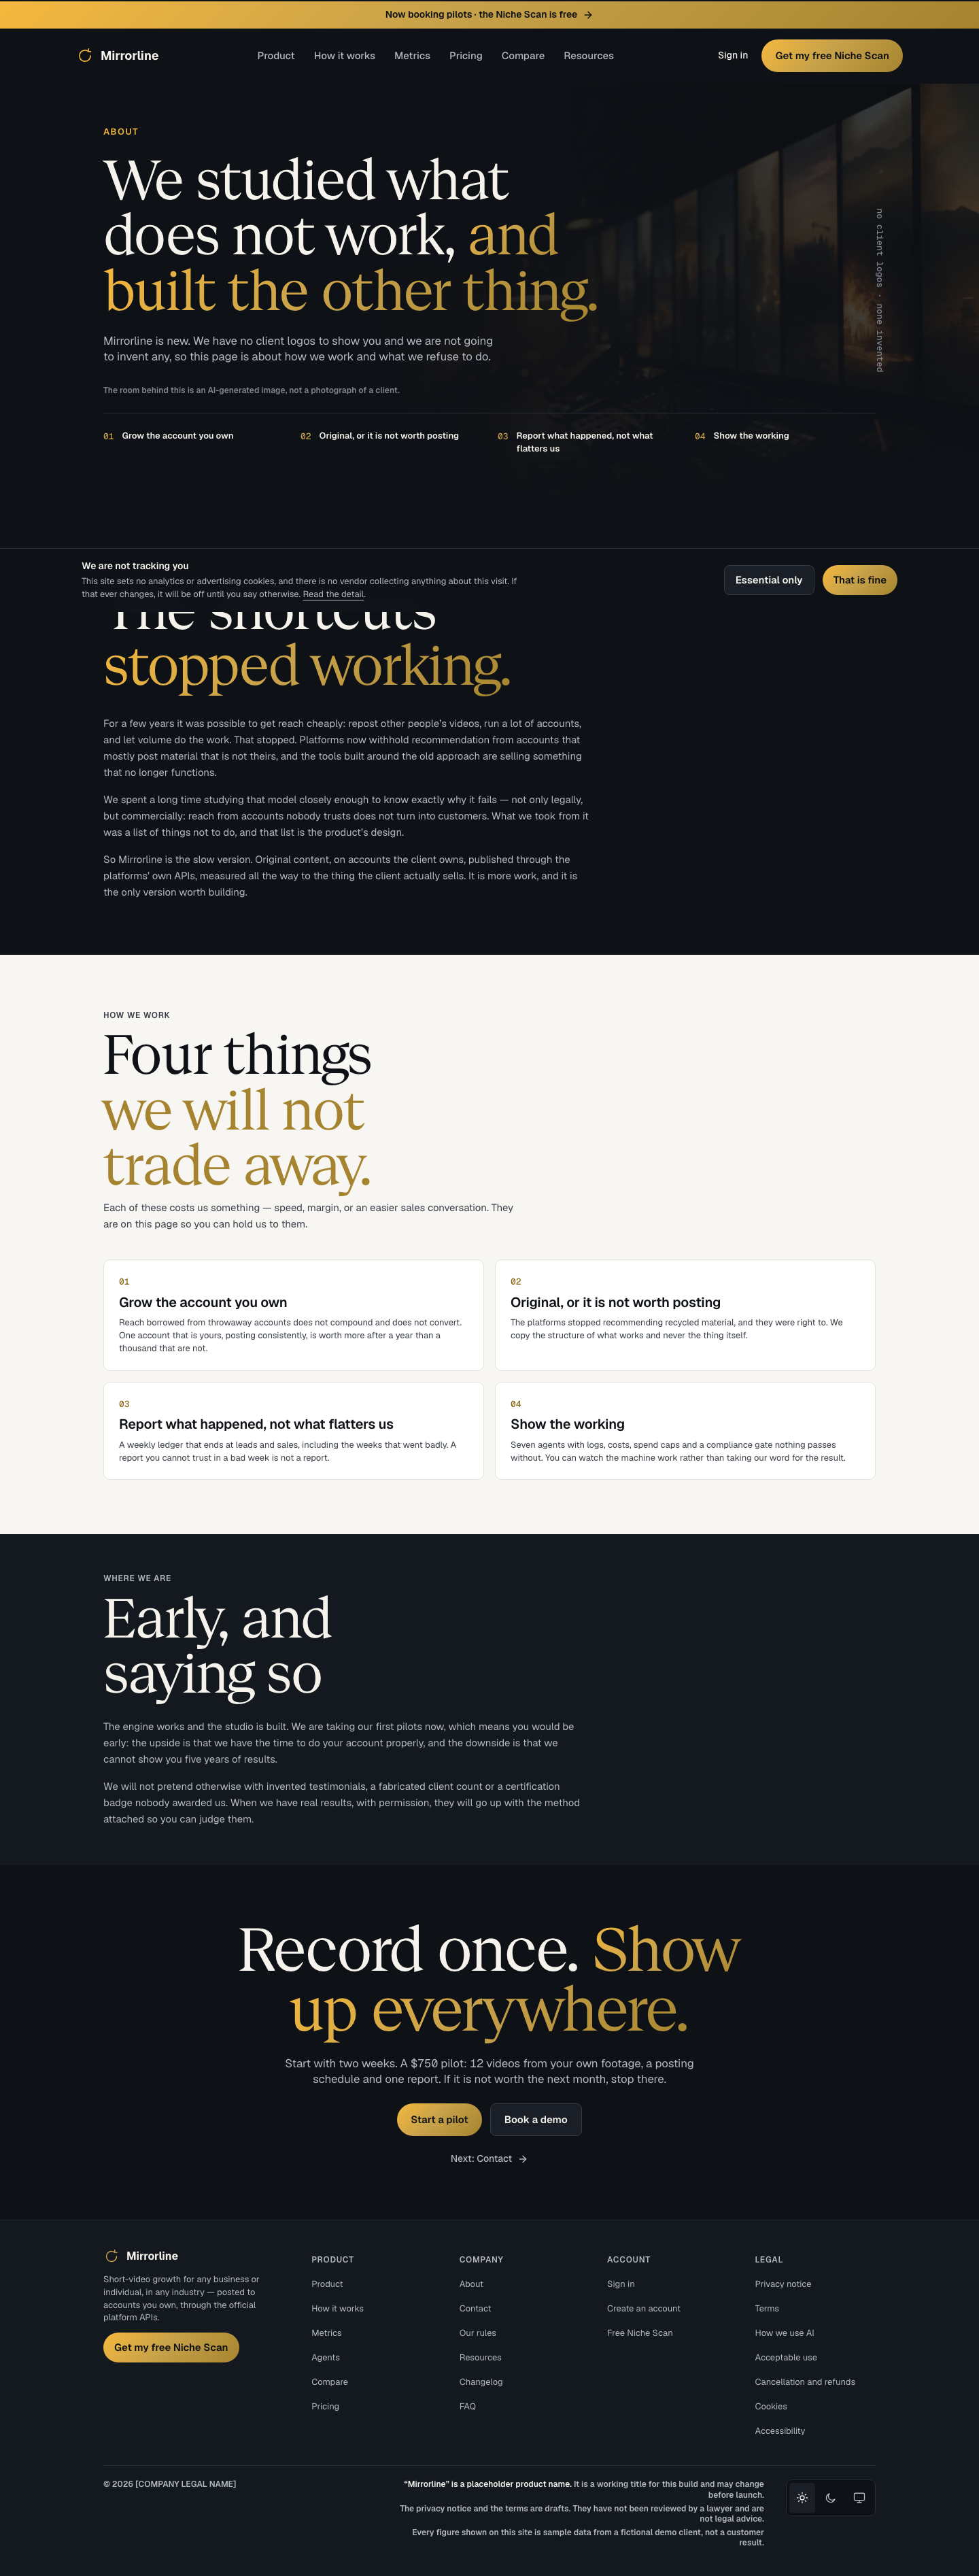 Now booking pilots · the Niche Scan is free →
Mirrorline
Product
How it works
Metrics
Pricing
Compare
Resources
Sign in
Get my free Niche Scan
ABOUT
We studied what
does not work, and
built the other thing.
no client logos · none invented
Mirrorline is new. We have no client logos to show you and we are not going
to invent any, so this page is about how we work and what we refuse to do.
The room behind this is an AI-generated image, not a photograph of a client.
01 Grow the account you own
02 Original, or it is not worth posting
03 Report what happened, not what
flatters us
04 Show the working
We are not tracking you
This site sets no analytics or advertising cookies, and there is no vendor collecting anything about this visit. If
that ever changes, it will be off until you say otherwise. Read the detail.
Essential only
That is fine
The shortcuts
stopped working.
For a few years it was possible to get reach cheaply: repost other people’s videos, run a lot of accounts,
and let volume do the work. That stopped. Platforms now withhold recommendation from accounts that
mostly post material that is not theirs, and the tools built around the old approach are selling something
that no longer functions.
We spent a long time studying that model closely enough to know exactly why it fails — not only legally,
but commercially: reach from accounts nobody trusts does not turn into customers. What we took from it
was a list of things not to do, and that list is the product’s design.
So Mirrorline is the slow version. Original content, on accounts the client owns, published through the
platforms’ own APIs, measured all the way to the thing the client actually sells. It is more work, and it is
the only version worth building.
HOW WE WORK
Four things
we will not
trade away.
Each of these costs us something — speed, margin, or an easier sales conversation. They
are on this page so you can hold us to them.
01
Grow the account you own
Reach borrowed from throwaway accounts does not compound and does not convert.
One account that is yours, posting consistently, is worth more after a year than a
thousand that are not.
02
Original, or it is not worth posting
The platforms stopped recommending recycled material, and they were right to. We
copy the structure of what works and never the thing itself.
03
Report what happened, not what flatters us
A weekly ledger that ends at leads and sales, including the weeks that went badly. A
report you cannot trust in a bad week is not a report.
04
Show the working
Seven agents with logs, costs, spend caps and a compliance gate nothing passes
without. You can watch the machine work rather than taking our word for the result.
WHERE WE ARE
Early, and
saying so
The engine works and the studio is built. We are taking our first pilots now, which means you would be
early: the upside is that we have the time to do your account properly, and the downside is that we
cannot show you five years of results.
We will not pretend otherwise with invented testimonials, a fabricated client count or a certification
badge nobody awarded us. When we have real results, with permission, they will go up with the method
attached so you can judge them.
Record once. Show
up everywhere.
Start with two weeks. A $750 pilot: 12 videos from your own footage, a posting
schedule and one report. If it is not worth the next month, stop there.
Start a pilot
Book a demo
Next: Contact →
Mirrorline
Short-video growth for any business or
individual, in any industry — posted to
accounts you own, through the official
platform APIs.
Get my free Niche Scan
PRODUCT
Product
How it works
Metrics
Agents
Compare
Pricing
COMPANY
About
Contact
Our rules
Resources
Changelog
FAQ
ACCOUNT
Sign in
Create an account
Free Niche Scan
LEGAL
Privacy notice
Terms
How we use AI
Acceptable use
Cancellation and refunds
Cookies
Accessibility
© 2026 [COMPANY LEGAL NAME]
“Mirrorline” is a placeholder product name. It is a working title for this build and may change
before launch.
The privacy notice and the terms are drafts. They have not been reviewed by a lawyer and are
not legal advice.
Every figure shown on this site is sample data from a fictional demo client, not a customer
result.